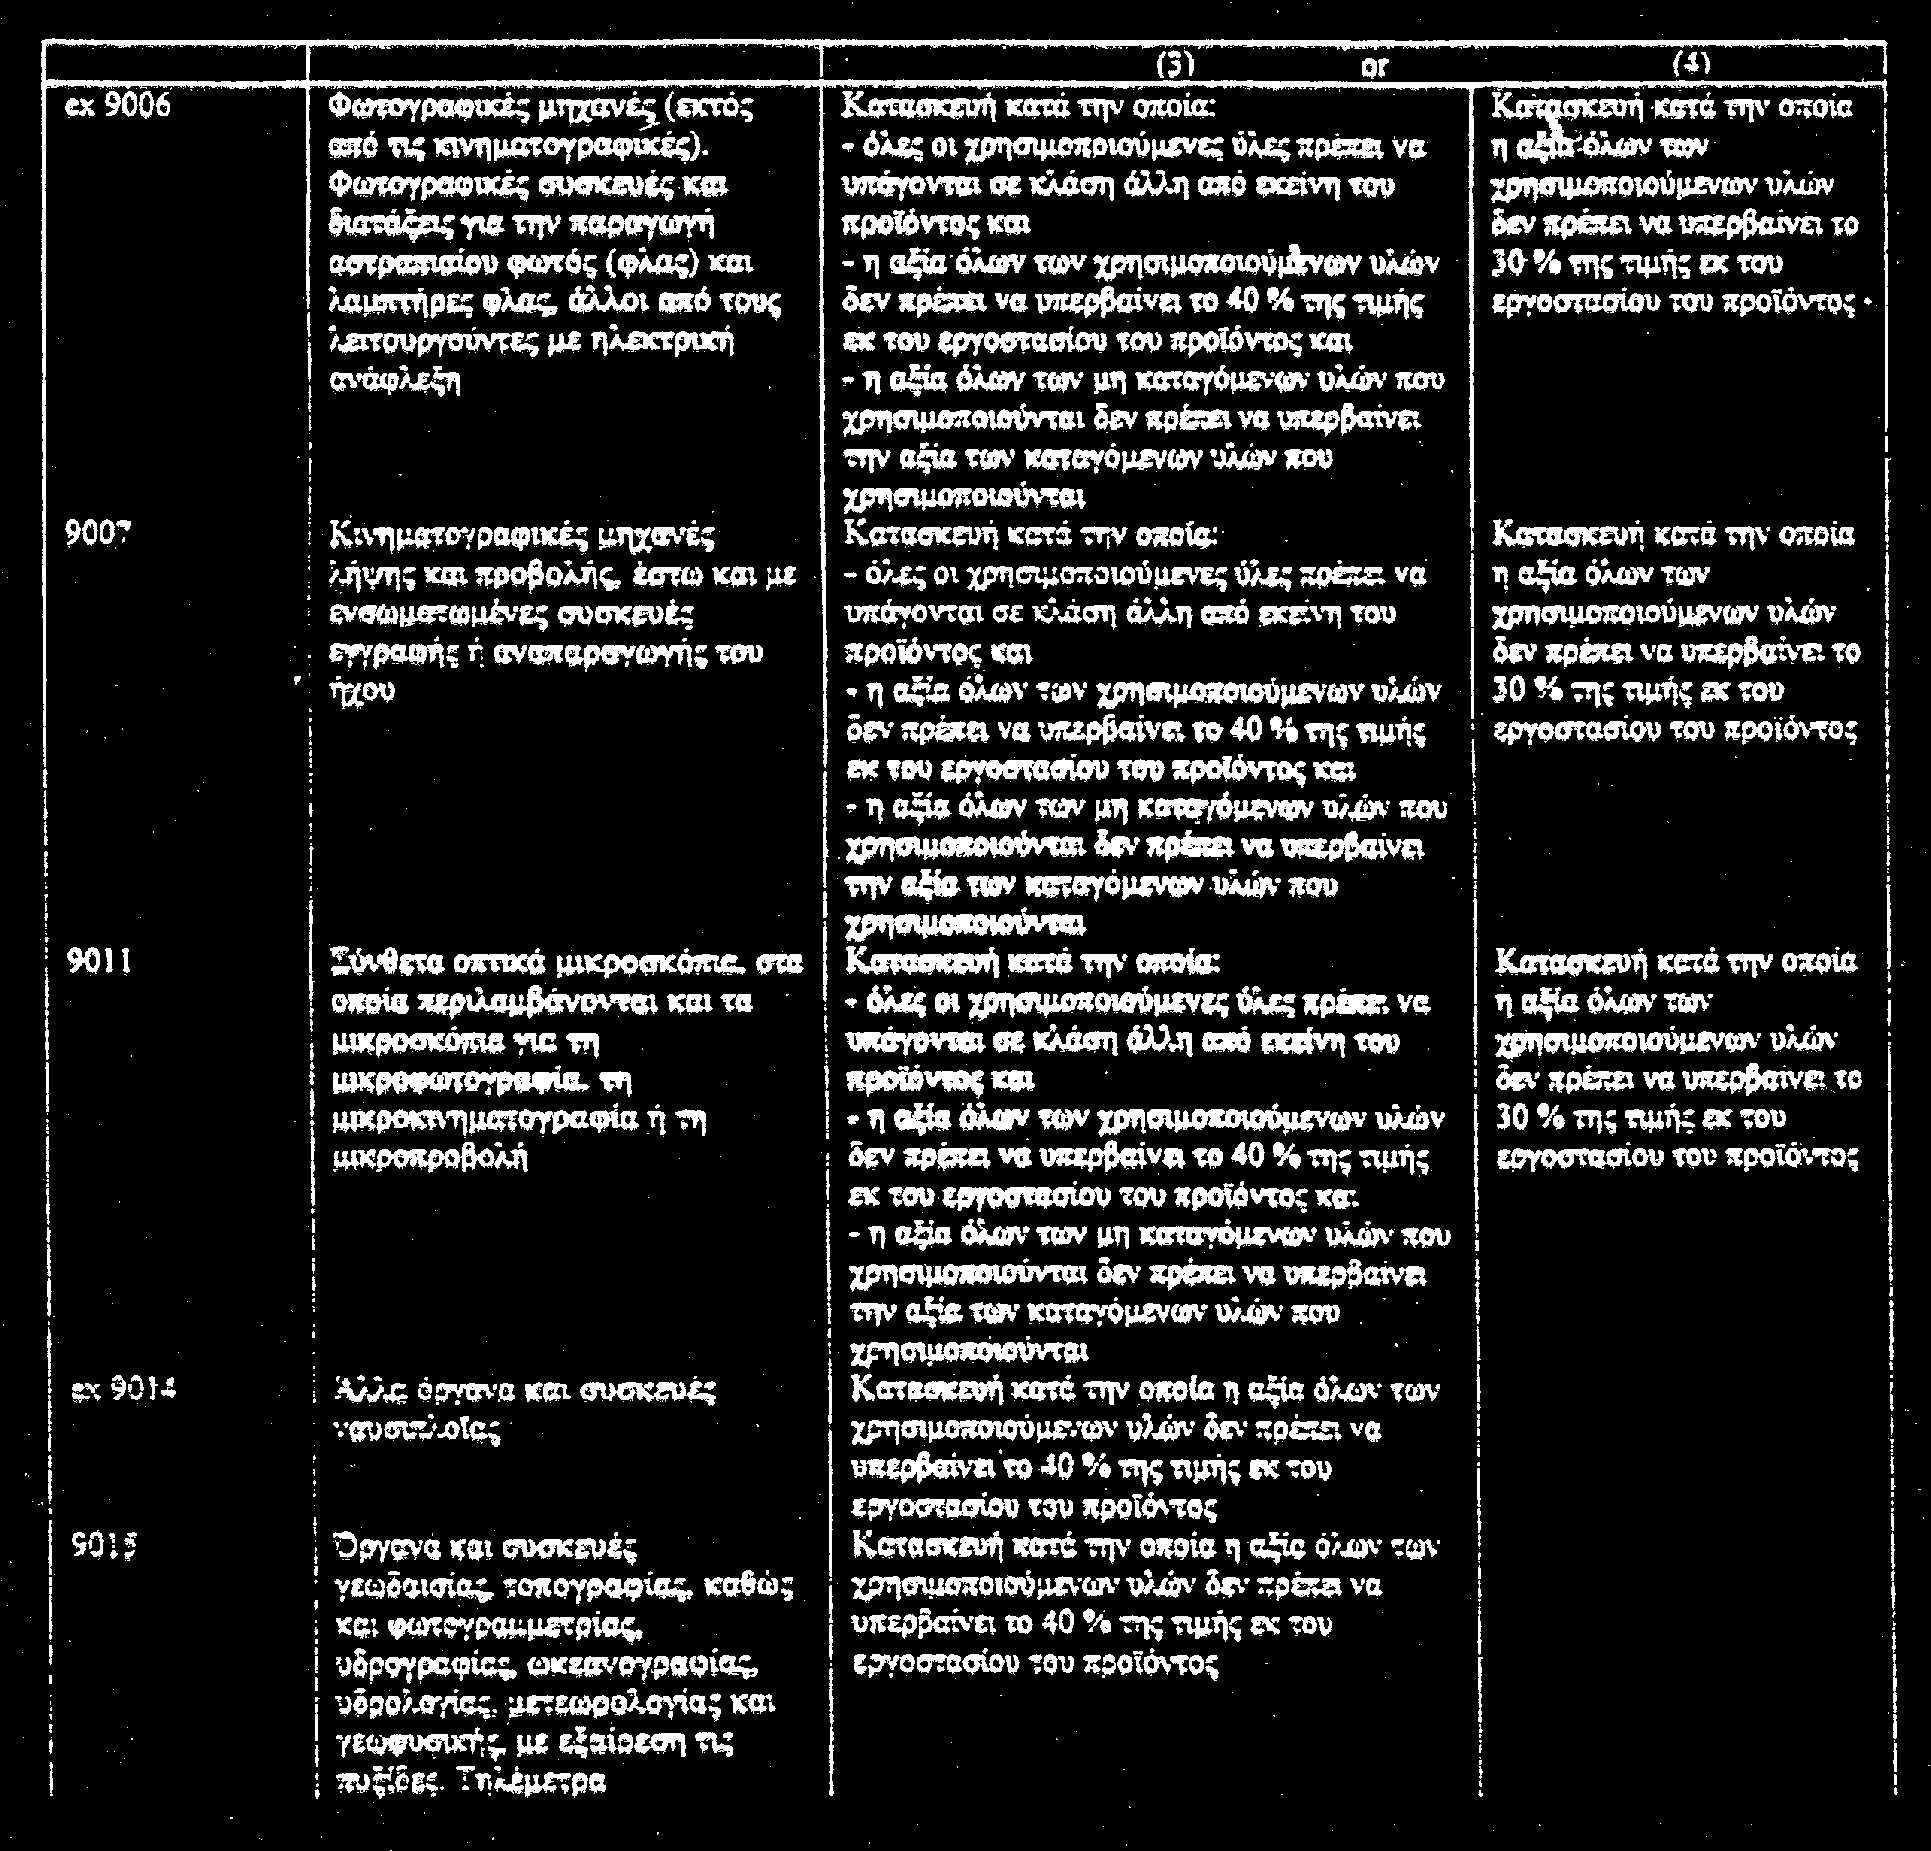 (3) or (4)
ex 9006
Φωτογραφικές μηχανές (εκτός
από τις κινηματογραφικές).
Φωτογραφικές συσκευές και
διατάξεις για την παραγωγή
αστραπιαίου φωτός (φλας) και
λαμπτήρες φλας, άλλοι από τους
λειτουργούντες με ηλεκτρική
ανάφλεξη
Κατασκευή κατά την οποία:
- όλες οι χρησιμοποιούμενες ύλες πρέπει να
υπάγονται σε κλάση άλλη από εκείνη του
προϊόντος και
- η αξία όλων των χρησιμοποιούμενων υλών
δεν πρέπει να υπερβαίνει το 40 % της τιμής
εκ του εργοστασίου του προϊόντος και
- η αξία όλων των μη καταγόμενων υλών που
χρησιμοποιούνται δεν πρέπει να υπερβαίνει
την αξία των καταγόμενων υλών που
χρησιμοποιούνται
Κατασκευή κατά την οποία
η αξία όλων των
χρησιμοποιούμενων υλών
δεν πρέπει να υπερβαίνει το
30 % της τιμής εκ του
εργοστασίου του προϊόντος
9007
Κινηματογραφικές μηχανές
λήψης και προβολής, έστω και με
ενσωματωμένες συσκευές
εγγραφής ή αναπαραγωγής του
ήχου
Κατασκευή κατά την οποία:
- όλες οι χρησιμοποιούμενες ύλες πρέπει να
υπάγονται σε κλάση άλλη από εκείνη του
προϊόντος και
- η αξία όλων των χρησιμοποιούμενων υλών
δεν πρέπει να υπερβαίνει το 40 % της τιμής
εκ του εργοστασίου του προϊόντος και
- η αξία όλων των μη καταγόμενων υλών που
χρησιμοποιούνται δεν πρέπει να υπερβαίνει
την αξία των καταγόμενων υλών που
χρησιμοποιούνται
Κατασκευή κατά την οποία
η αξία όλων των
χρησιμοποιούμενων υλών
δεν πρέπει να υπερβαίνει το
30 % της τιμής εκ του
εργοστασίου του προϊόντος
9011
Σύνθετα οπτικά μικροσκόπια, στα
οποία περιλαμβάνονται και τα
μικροσκόπια για τη
μικροφωτογραφία, τη
μικροκινηματογραφία ή τη
μικροπροβολή
Κατασκευή κατά την οποία:
- όλες οι χρησιμοποιούμενες ύλες πρέπει να
υπάγονται σε κλάση άλλη από εκείνη του
προϊόντος και
- η αξία όλων των χρησιμοποιούμενων υλών
δεν πρέπει να υπερβαίνει το 40 % της τιμής
εκ του εργοστασίου του προϊόντος και
- η αξία όλων των μη καταγόμενων υλών που
χρησιμοποιούνται δεν πρέπει να υπερβαίνει
την αξία των καταγόμενων υλών που
χρησιμοποιούνται
Κατασκευή κατά την οποία
η αξία όλων των
χρησιμοποιούμενων υλών
δεν πρέπει να υπερβαίνει το
30 % της τιμής εκ του
εργοστασίου του προϊόντος
ex 9014
Άλλα όργανα και συσκευές
ναυσιπλοΐας
Κατασκευή κατά την οποία η αξία όλων των
χρησιμοποιούμενων υλών δεν πρέπει να
υπερβαίνει το 40 % της τιμής εκ του
εργοστασίου του προϊόντος
9015
Όργανα και συσκευές
γεωδαισίας, τοπογραφίας, καθώς
και φωτογραμμετρίας,
υδρογραφίας, ωκεανογραφίας,
υδρολογίας, μετεωρολογίας και
γεωφυσικής, με εξαίρεση τις
πυξίδες. Τηλέμετρα
Κατασκευή κατά την οποία η αξία όλων των
χρησιμοποιούμενων υλών δεν πρέπει να
υπερβαίνει το 40 % της τιμής εκ του
εργοστασίου του προϊόντος